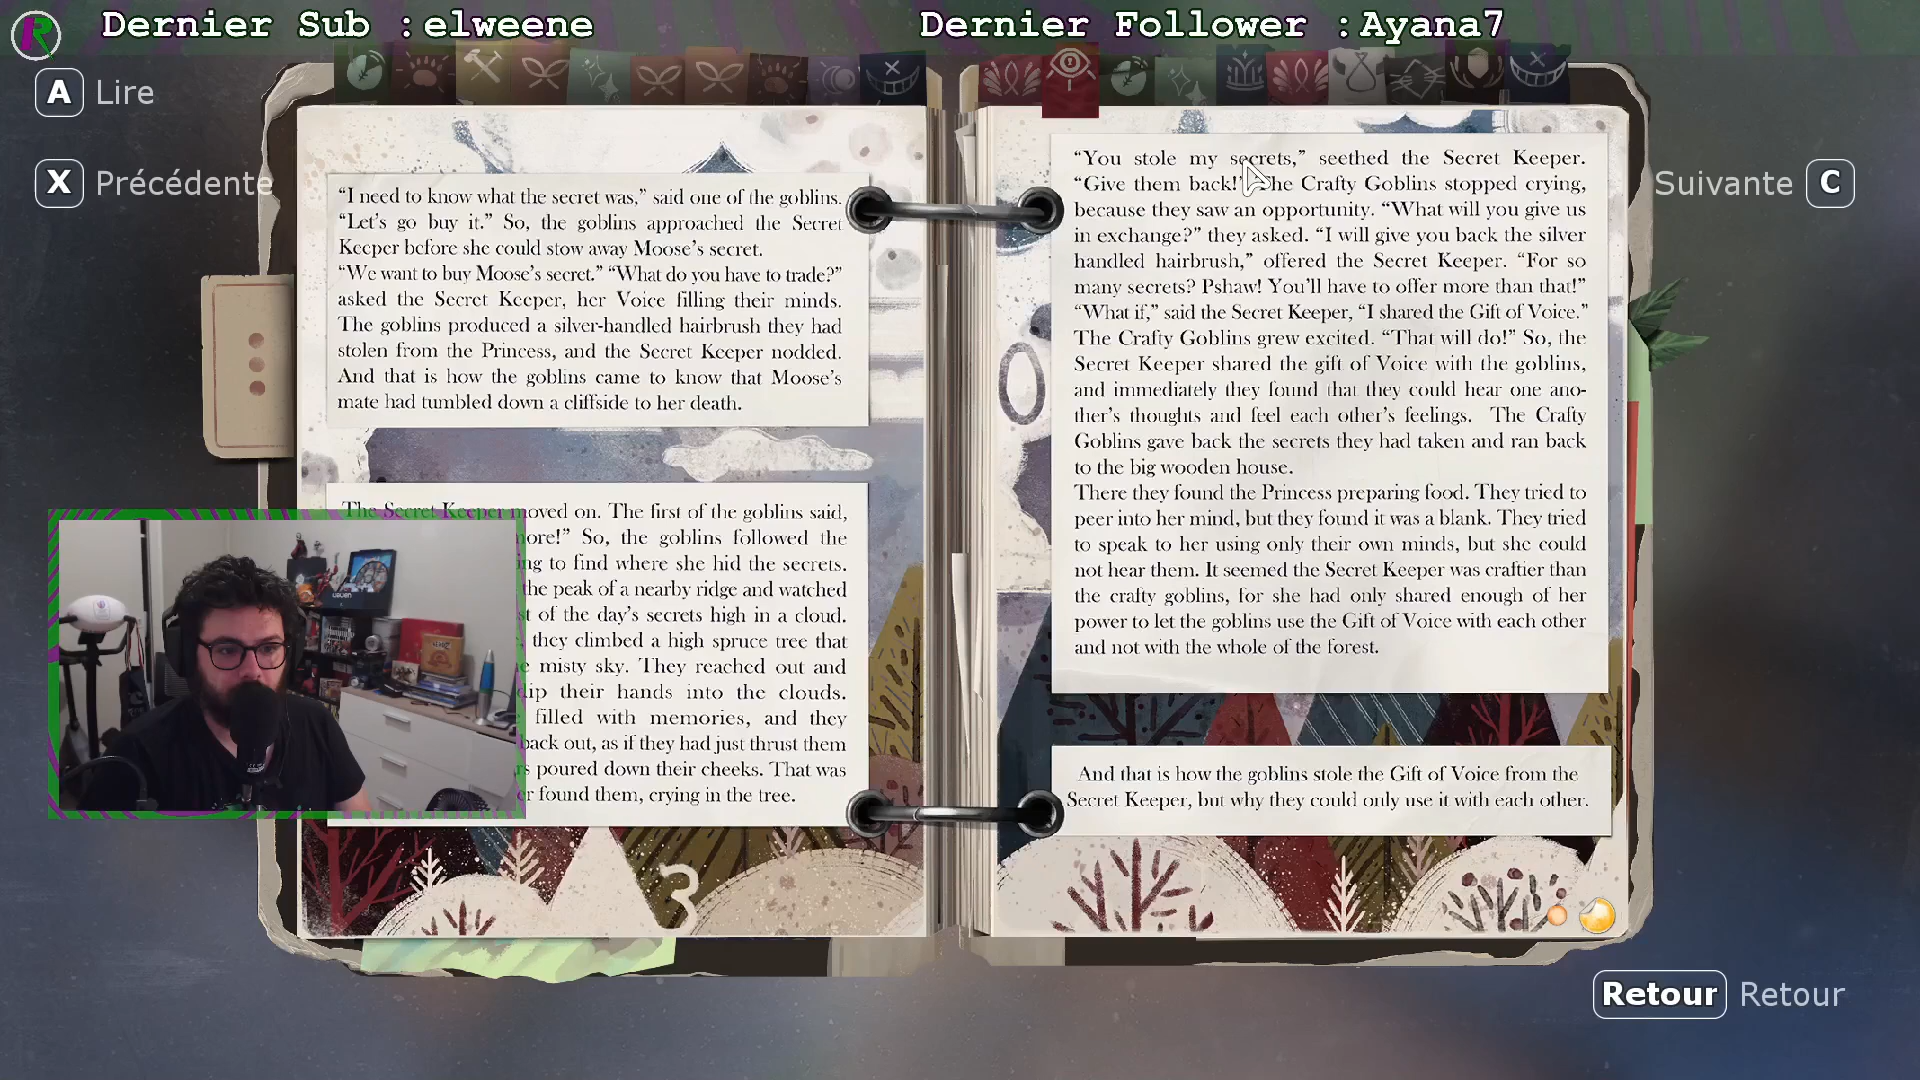 Dernier Sub : elweene
Dernier Follower : Ayana7
A Lire
X Précédente
Suivante C
“I need to know what the secret was,” said one of the goblins.
“Let’s go buy it.” So, the goblins approached the Secret
Keeper before she could stow away Moose’s secret.
“We want to buy Moose’s secret.” “What do you have to trade?”
asked the Secret Keeper, her Voice filling their minds.
The goblins produced a silver-handled hairbrush they had
stolen from the Princess, and the Secret Keeper nodded.
And that is how the goblins came to know that Moose’s
mate had tumbled down a cliffside to her death.
The Secret Keeper moved on. The first of the goblins said,
more!” So, the goblins followed the
to find where she hid the secrets.
the peak of a nearby ridge and watched
of the day’s secrets high in a cloud.
they climbed a high spruce tree that
misty sky. They reached out and
dip their hands into the clouds.
filled with memories, and they
back out, as if they had just thrust them
poured down their cheeks. That was
found them, crying in the tree.
3
“You stole my secrets,” seethed the Secret Keeper.
“Give them back!” The Crafty Goblins stopped crying,
because they saw an opportunity. “What will you give us
in exchange?” they asked. “I will give you back the silver
handled hairbrush,” offered the Secret Keeper. “For so
many secrets? Pshaw! You’ll have to offer more than that!”
“What if,” said the Secret Keeper, “I shared the Gift of Voice.”
The Crafty Goblins grew excited. “That will do!” So, the
Secret Keeper shared the gift of Voice with the goblins,
and immediately they found that they could hear one ano-
ther’s thoughts and feel each other’s feelings. The Crafty
Goblins gave back the secrets they had taken and ran back
to the big wooden house.
There they found the Princess preparing food. They tried to
peer into her mind, but they found it was a blank. They tried
to speak to her using only their own minds, but she could
not hear them. It seemed the Secret Keeper was craftier than
the crafty goblins, for she had only shared enough of her
power to let the goblins use the Gift of Voice with each other
and not with the whole of the forest.
And that is how the goblins stole the Gift of Voice from the
Secret Keeper, but why they could only use it with each other.
Retour Retour